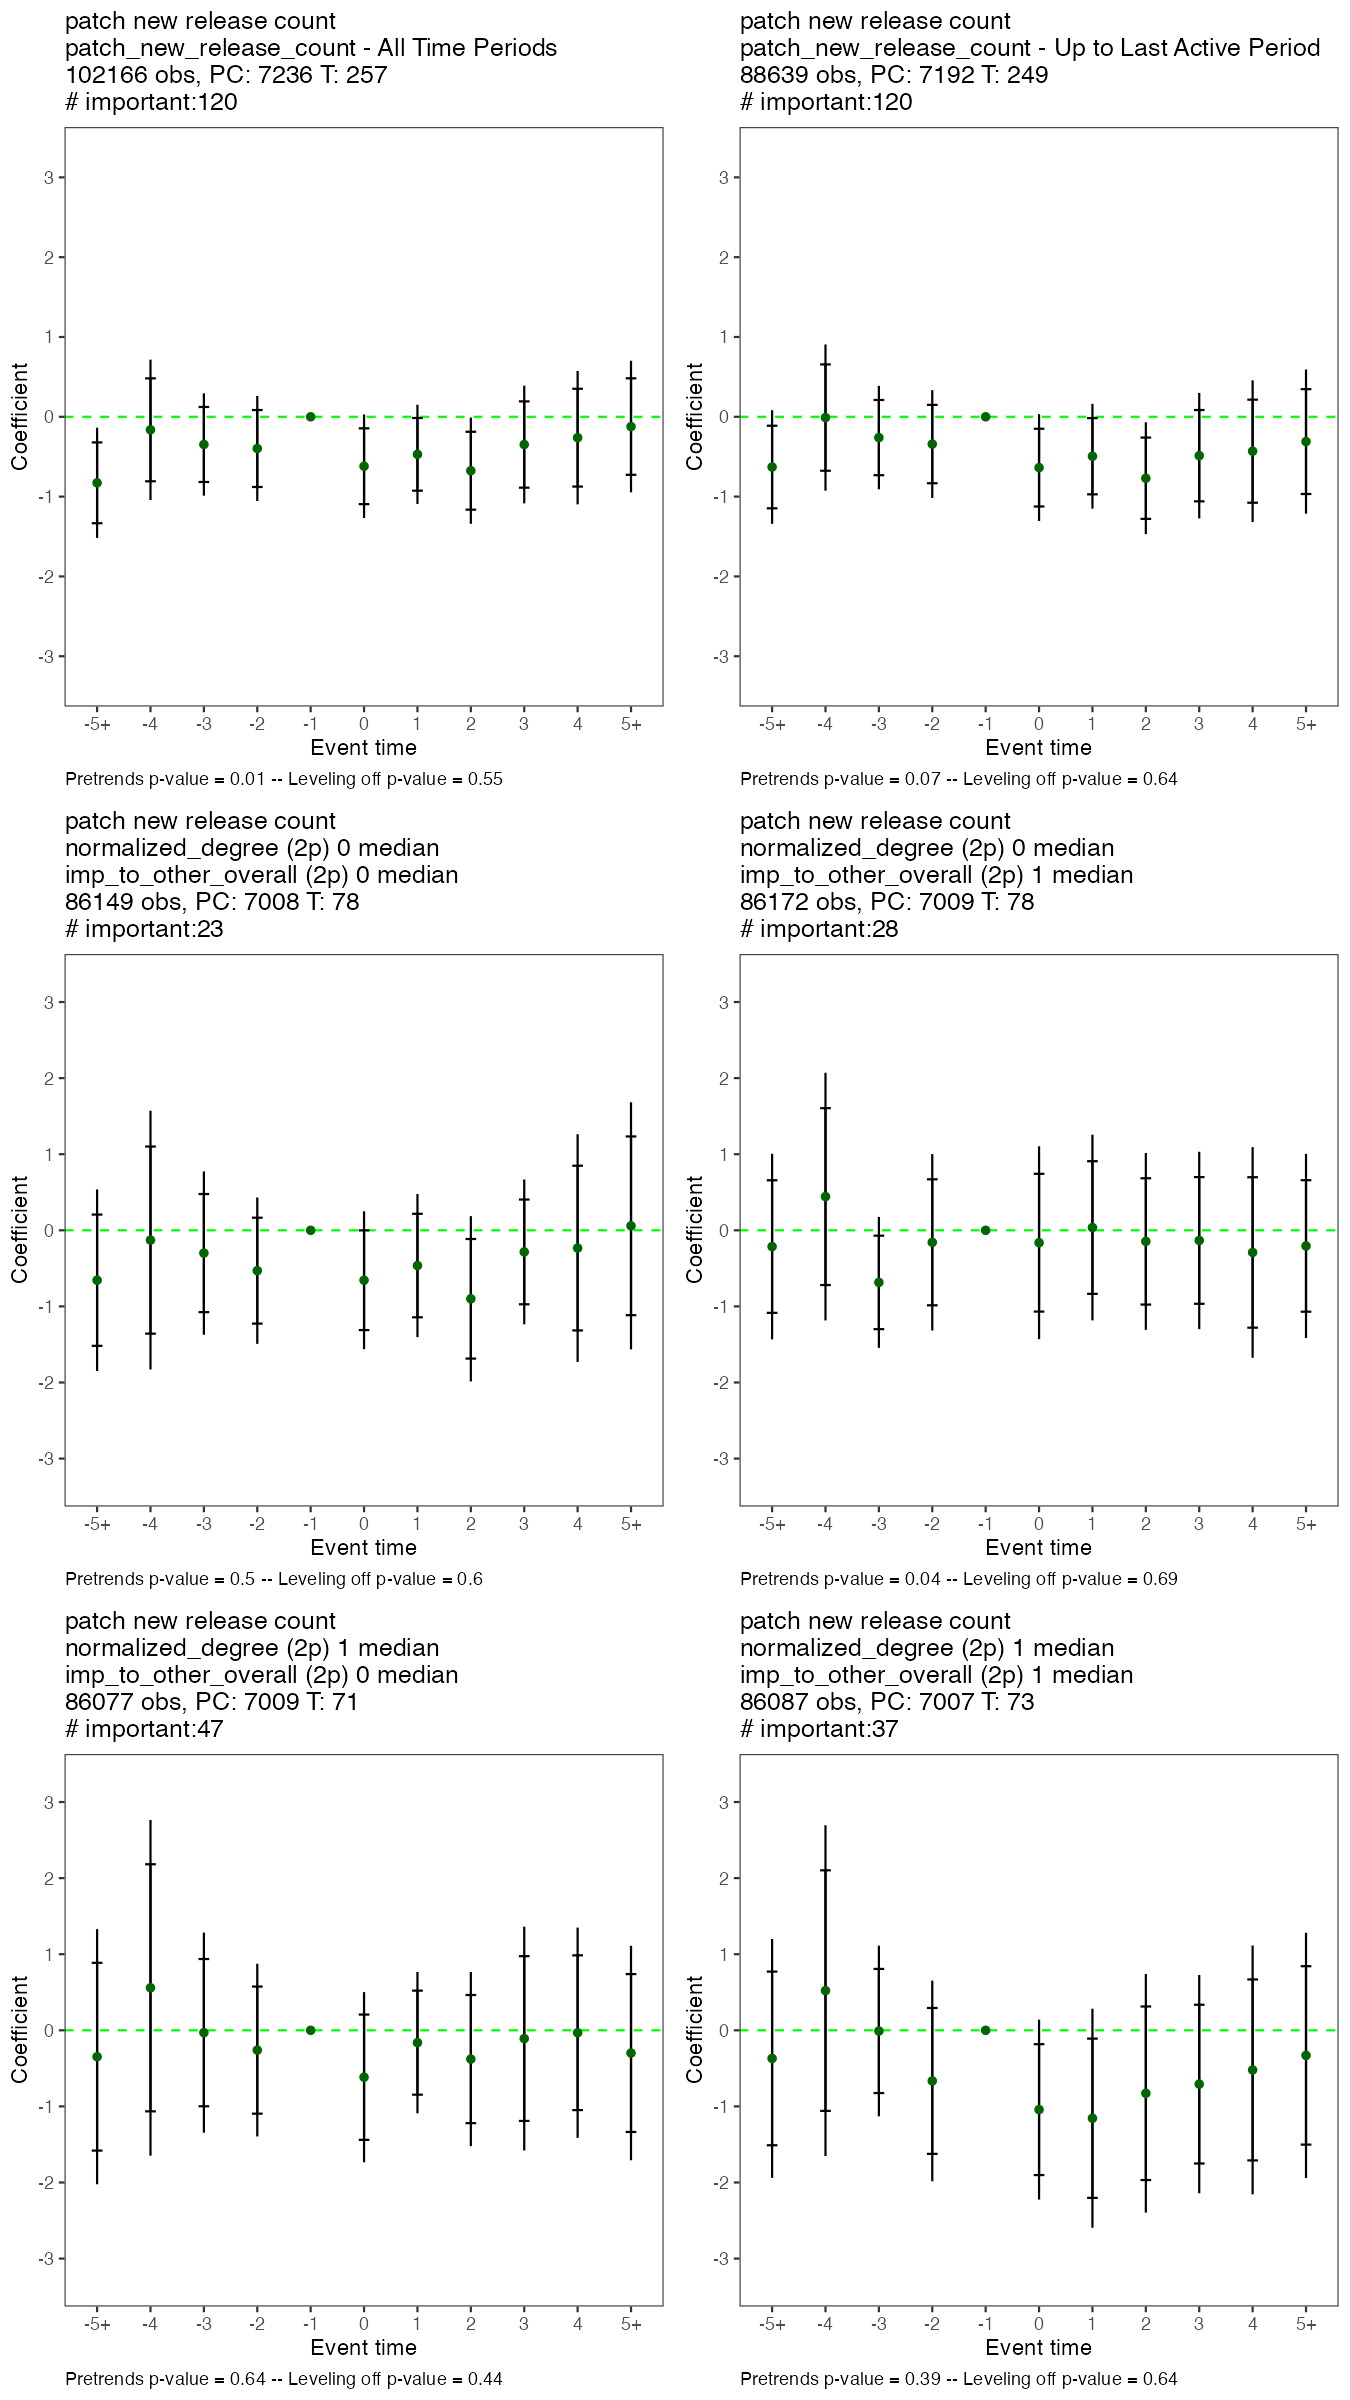 patch new release count
patch_new_release_count - All Time Periods
102166 obs, PC: 7236 T: 257
# important:120
3
2
1
0
-1
-2
-3
Coefficient
-5+ -4 -3 -2 -1 0 1 2 3 4 5+
Event time
Pretrends p-value = 0.01 -- Leveling off p-value = 0.55
patch new release count
patch_new_release_count - Up to Last Active Period
88639 obs, PC: 7192 T: 249
# important:120
3
2
1
0
-1
-2
-3
Coefficient
-5+ -4 -3 -2 -1 0 1 2 3 4 5+
Event time
Pretrends p-value = 0.07 -- Leveling off p-value = 0.64
patch new release count
normalized_degree (2p) 0 median
imp_to_other_overall (2p) 0 median
86149 obs, PC: 7008 T: 78
# important:23
3
2
1
0
-1
-2
-3
Coefficient
-5+ -4 -3 -2 -1 0 1 2 3 4 5+
Event time
Pretrends p-value = 0.5 -- Leveling off p-value = 0.6
patch new release count
normalized_degree (2p) 0 median
imp_to_other_overall (2p) 1 median
86172 obs, PC: 7009 T: 78
# important:28
3
2
1
0
-1
-2
-3
Coefficient
-5+ -4 -3 -2 -1 0 1 2 3 4 5+
Event time
Pretrends p-value = 0.04 -- Leveling off p-value = 0.69
patch new release count
normalized_degree (2p) 1 median
imp_to_other_overall (2p) 0 median
86077 obs, PC: 7009 T: 71
# important:47
3
2
1
0
-1
-2
-3
Coefficient
-5+ -4 -3 -2 -1 0 1 2 3 4 5+
Event time
Pretrends p-value = 0.64 -- Leveling off p-value = 0.44
patch new release count
normalized_degree (2p) 1 median
imp_to_other_overall (2p) 1 median
86087 obs, PC: 7007 T: 73
# important:37
3
2
1
0
-1
-2
-3
Coefficient
-5+ -4 -3 -2 -1 0 1 2 3 4 5+
Event time
Pretrends p-value = 0.39 -- Leveling off p-value = 0.64